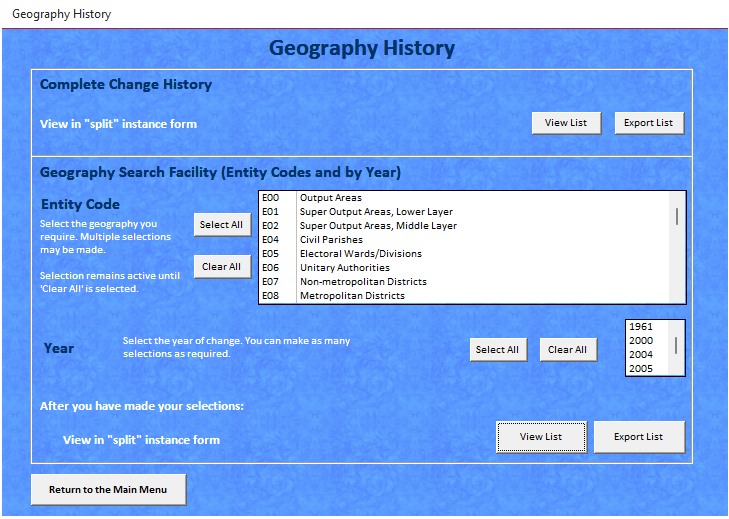 Geography History
Geography History
Complete Change History
View in "split" instance form
View List
Export List
Geography Search Facility (Entity Codes and by Year)
Entity Code
Select the geography you
require. Multiple selections
may be made.
Selection remains active until
'Clear All' is selected.
Select All
Clear All
E00 Output Areas
E01 Super Output Areas, Lower Layer
E02 Super Output Areas, Middle Layer
E04 Civil Parishes
E05 Electoral Wards/Divisions
E06 Unitary Authorities
E07 Non-metropolitan Districts
E08 Metropolitan Districts
Year
Select the year of change. You can make as many
selections as required.
Select All
Clear All
1961
2000
2004
2005
After you have made your selections:
View in "split" instance form
View List
Export List
Return to the Main Menu